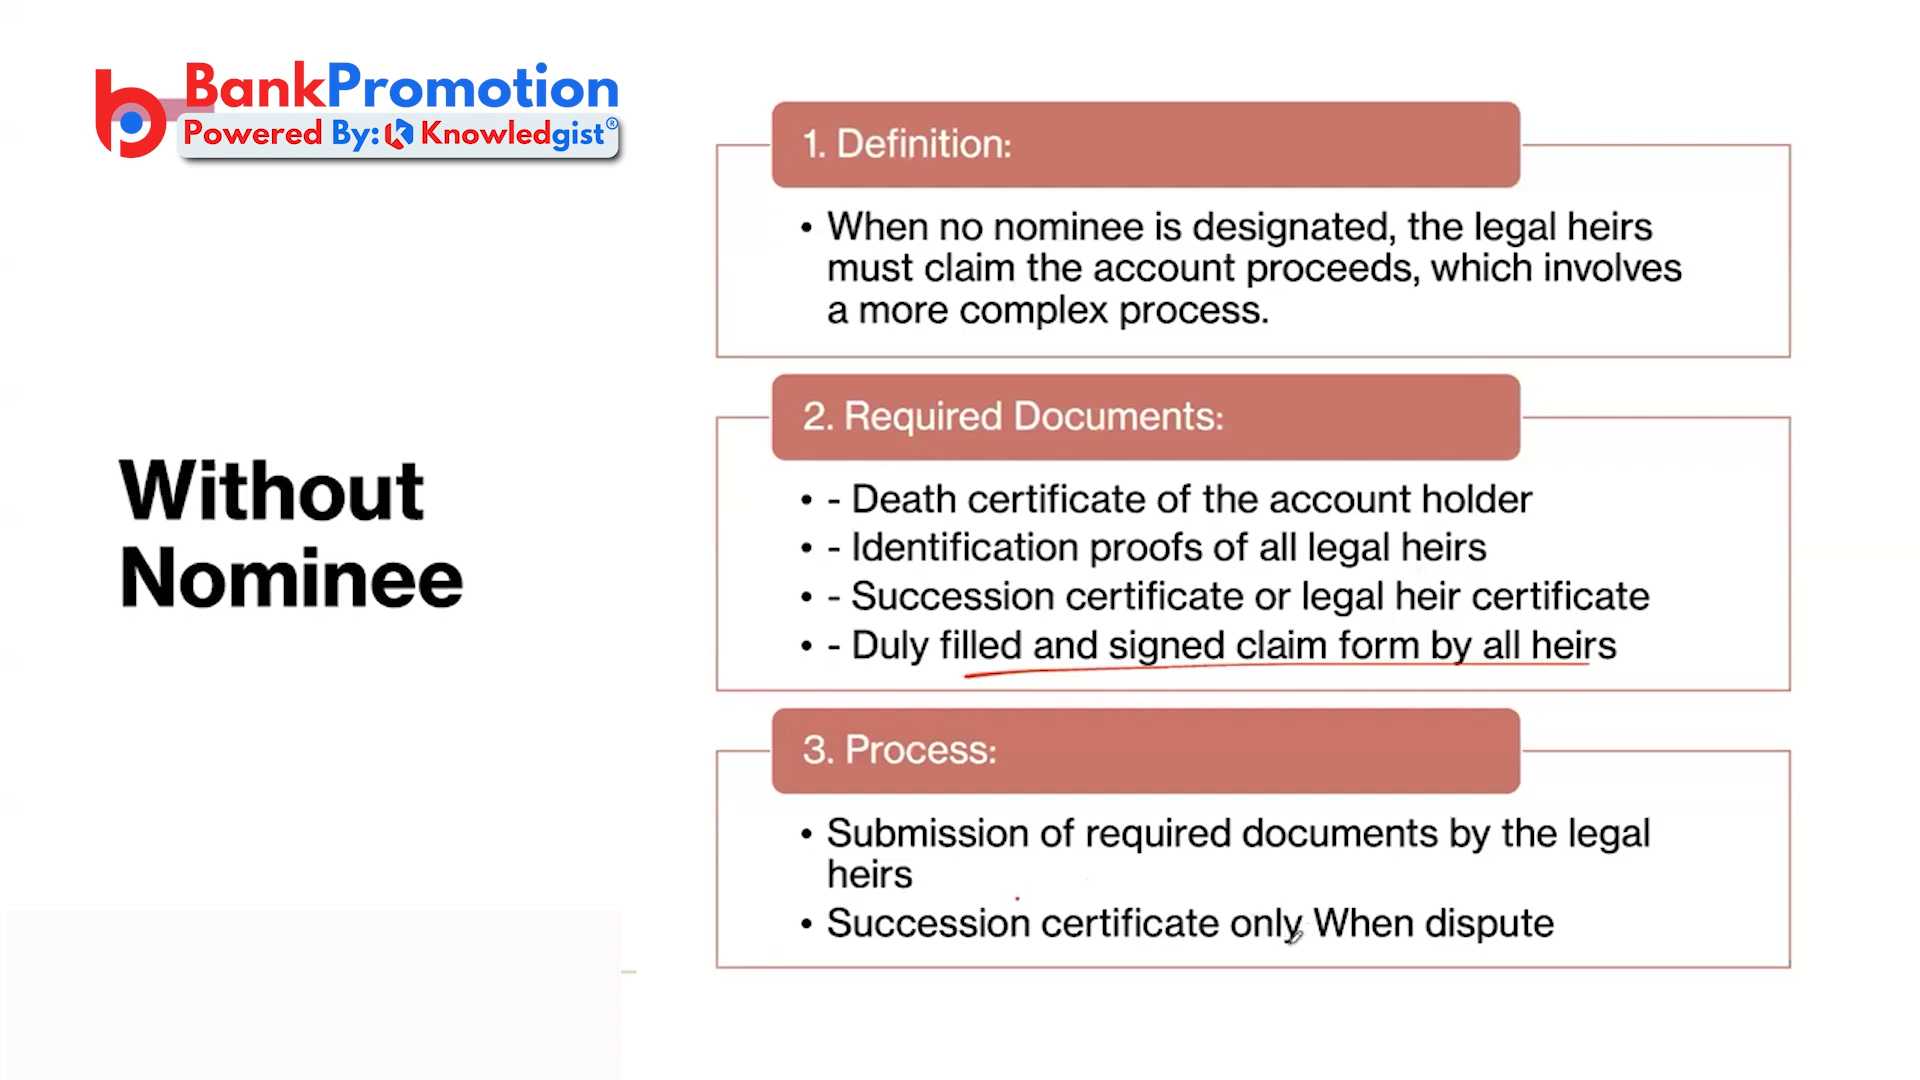 BankPromotion
Powered By: Knowledgist®
Without
Nominee
1. Definition:
• When no nominee is designated, the legal heirs
must claim the account proceeds, which involves
a more complex process.
2. Required Documents:
• - Death certificate of the account holder
• - Identification proofs of all legal heirs
• - Succession certificate or legal heir certificate
• - Duly filled and signed claim form by all heirs
3. Process:
• Submission of required documents by the legal
heirs
• Succession certificate only When dispute